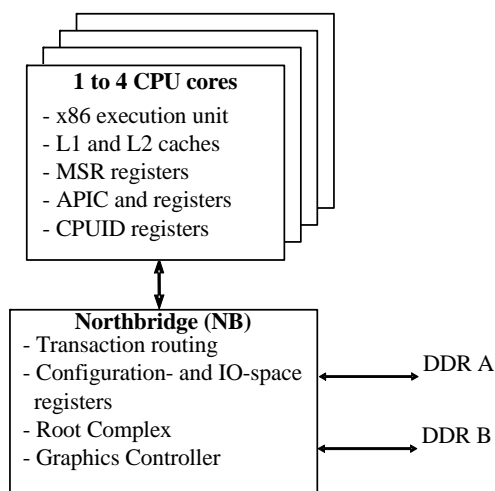 1 to 4 CPU cores
- x86 execution unit
- L1 and L2 caches
- MSR registers
- APIC and registers
- CPUID registers
Northbridge (NB)
- Transaction routing
- Configuration- and IO-space
registers
- Root Complex
- Graphics Controller
DDR A
DDR B